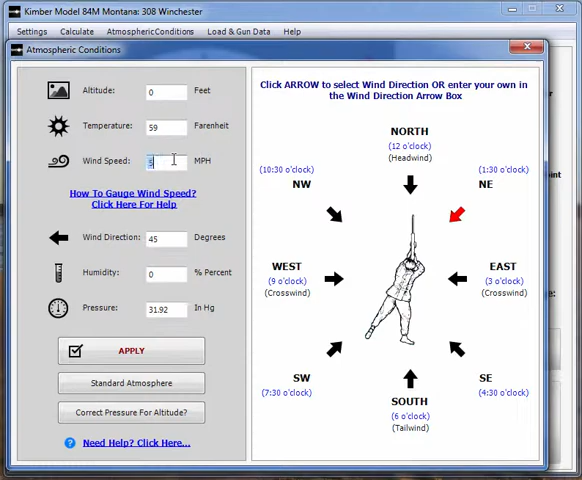 Kimber Model 84M Montana: 308 Winchester
Settings Calculate AtmosphericConditions Load & Gun Data Help
Atmospheric Conditions
Altitude: 0 Feet
Temperature: 59 Farenheit
Wind Speed: 5 MPH
How To Gauge Wind Speed?
Click Here For Help
Wind Direction: 45 Degrees
Humidity: 0 % Percent
Pressure: 31.92 In Hg
APPLY
Standard Atmosphere
Correct Pressure For Altitude?
Need Help? Click Here...
Click ARROW to select Wind Direction OR enter your own in
the Wind Direction Arrow Box
NORTH
(12 o'clock)
(Headwind)
(10:30 o'clock)
NW
(1:30 o'clock)
NE
WEST
(9 o'clock)
(Crosswind)
EAST
(3 o'clock)
(Crosswind)
SW
(7:30 o'clock)
SE
(4:30 o'clock)
SOUTH
(6 o'clock)
(Tailwind)